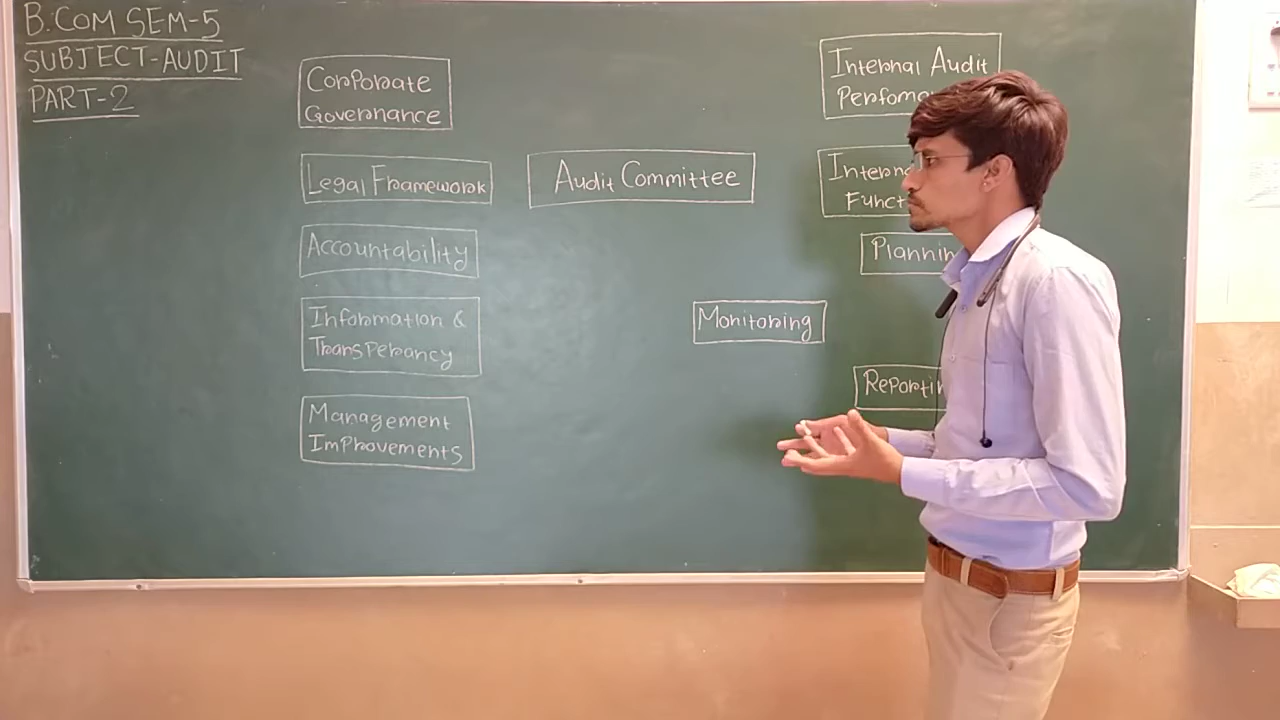 B.COM SEM-5
SUBJECT-AUDIT
PART-2
Corporate
Governance
Legal Framework
Accountability
Information &
Transperancy
Management
Improvements
Audit Committee
Monitoring
Internal Audit